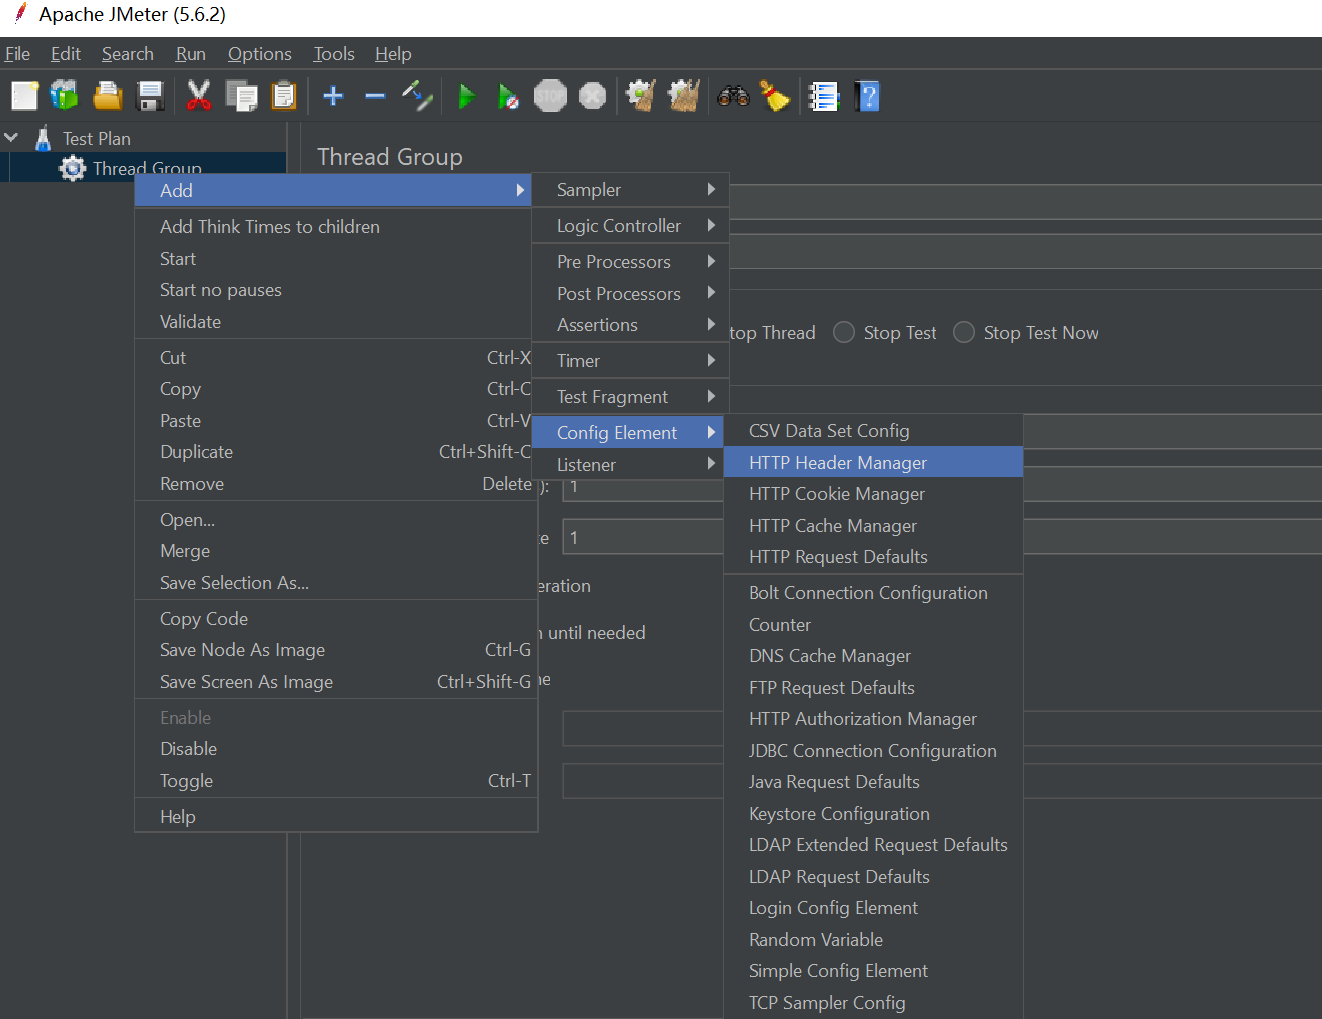 Apache JMeter (5.6.2)
File Edit Search Run Options Tools Help
Test Plan
Thread Group
Thread Group
Add
Add Think Times to children
Start
Start no pauses
Validate
Cut Ctrl-X
Copy Ctrl-C
Paste Ctrl-V
Duplicate Ctrl+Shift-C
Remove Delete
Open...
Merge
Save Selection As...
Copy Code
Save Node As Image Ctrl-G
Save Screen As Image Ctrl+Shift-G
Enable
Disable
Toggle Ctrl-T
Help
Sampler
Logic Controller
Pre Processors
Post Processors
Assertions
Timer
Test Fragment
Config Element
Listener
CSV Data Set Config
HTTP Header Manager
HTTP Cookie Manager
HTTP Cache Manager
HTTP Request Defaults
Bolt Connection Configuration
Counter
DNS Cache Manager
FTP Request Defaults
HTTP Authorization Manager
JDBC Connection Configuration
Java Request Defaults
Keystore Configuration
LDAP Extended Request Defaults
LDAP Request Defaults
Login Config Element
Random Variable
Simple Config Element
TCP Sampler Config
top Thread Stop Test Stop Test Now
): 1
1
eration
until needed